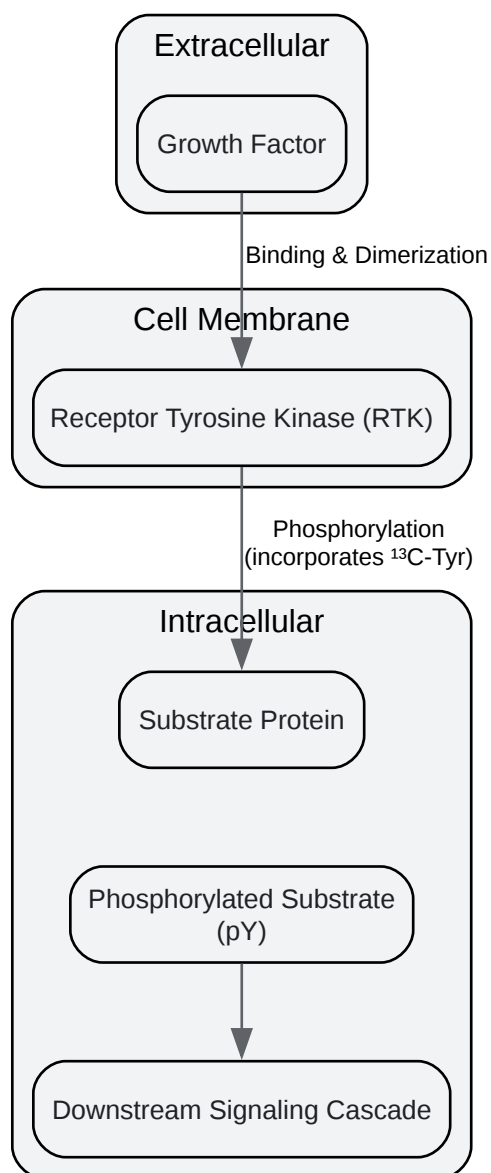 Extracellular
Growth Factor
Binding & Dimerization
Cell Membrane
Receptor Tyrosine Kinase (RTK)
Phosphorylation
(incorporates ¹³C-Tyr)
Intracellular
Substrate Protein
Phosphorylated Substrate
(pY)
Downstream Signaling Cascade